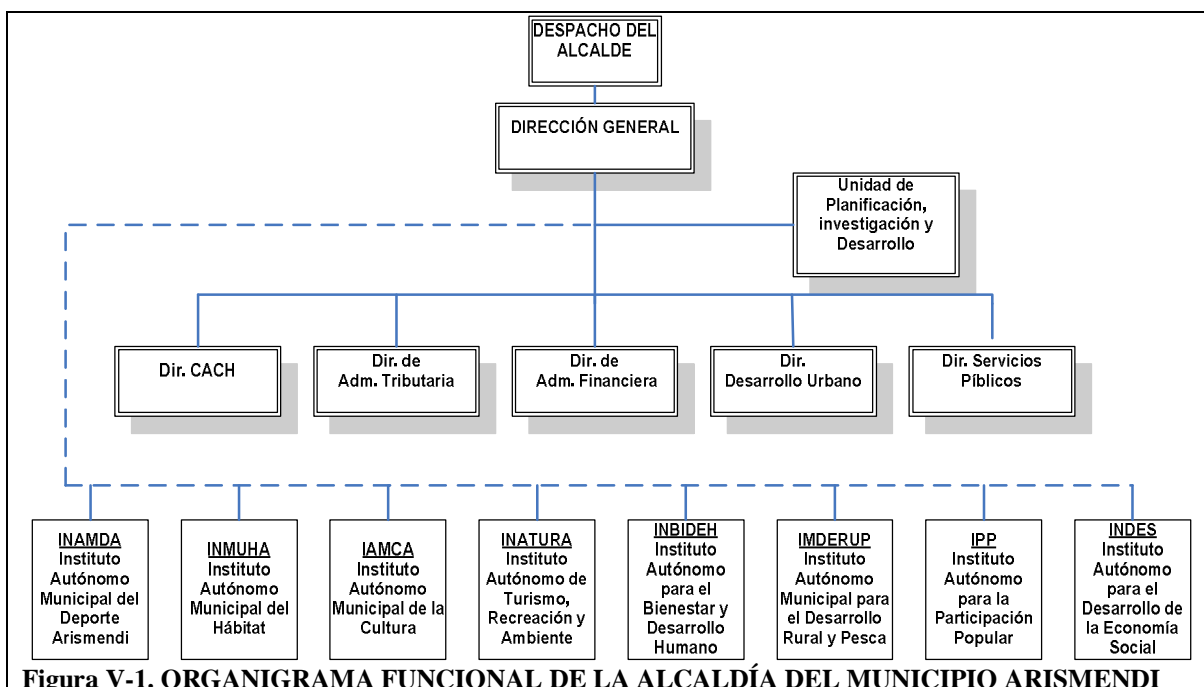 DESPACHO DEL
ALCALDE
DIRECCIÓN GENERAL
Unidad de
Planificación,
investigación y
Desarrollo
Dir. CACH
Dir. de
Adm. Tributaria
Dir. de
Adm. Financiera
Dir.
Desarrollo Urbano
Dir. Servicios
Píblicos
INAMDA
Instituto
Autónomo
Municipal del
Deporte
Arismendi
INMUHA
Instituto
Autónomo
Municipal del
Hábitat
IAMCA
Instituto
Autónomo
Municipal de la
Cultura
INATURA
Instituto
Autónomo de
Turismo,
Recreación y
Ambiente
INBIDEH
Instituto
Autónomo
para el
Bienestar y
Desarrollo
Humano
IMDERUP
Instituto
Autónomo
Municipal para
el Desarrollo
Rural y Pesca
IPP
Instituto
Autónomo
para la
Participación
Popular
INDES
Instituto
Autónomo
para el
Desarrollo de
la Economía
Social
Figura V-1. ORGANIGRAMA FUNCIONAL DE LA ALCALDÍA DEL MUNICIPIO ARISMENDI